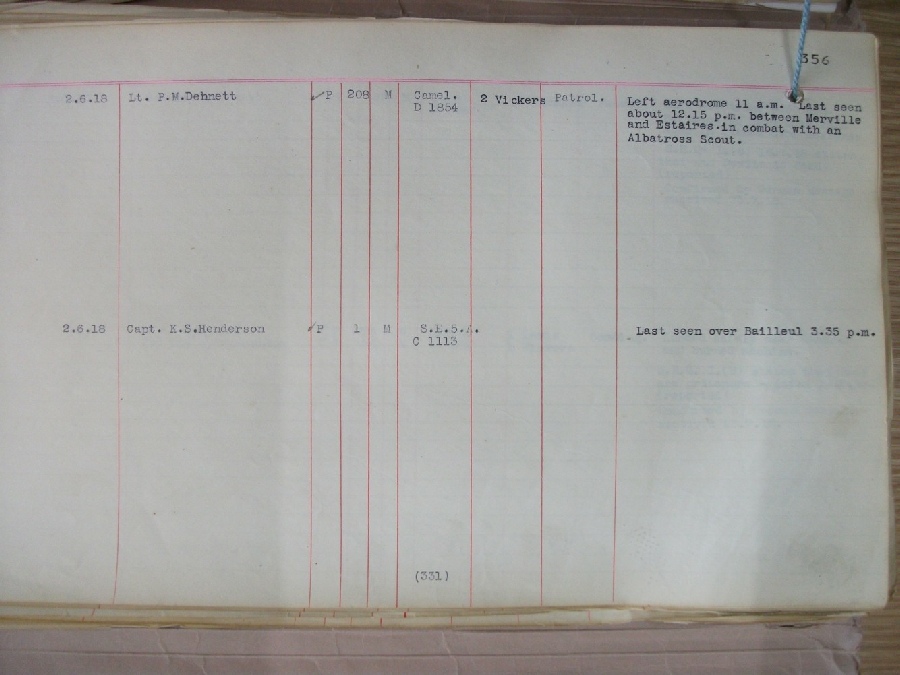 356
2.6.18 Lt. P.M.Dennett P 208 M Camel. 2 Vickers Patrol. Left aerodrome 11 a.m. Last seen
B 1854 about 12.15 p.m. between Merville
and Estaires.in combat with an
Albatross Scout.
2.6.18 Capt. K.S.Henderson P 1 M S.E.5.A. Last seen over Bailleul 3.35 p.m.
C 1113
(331)